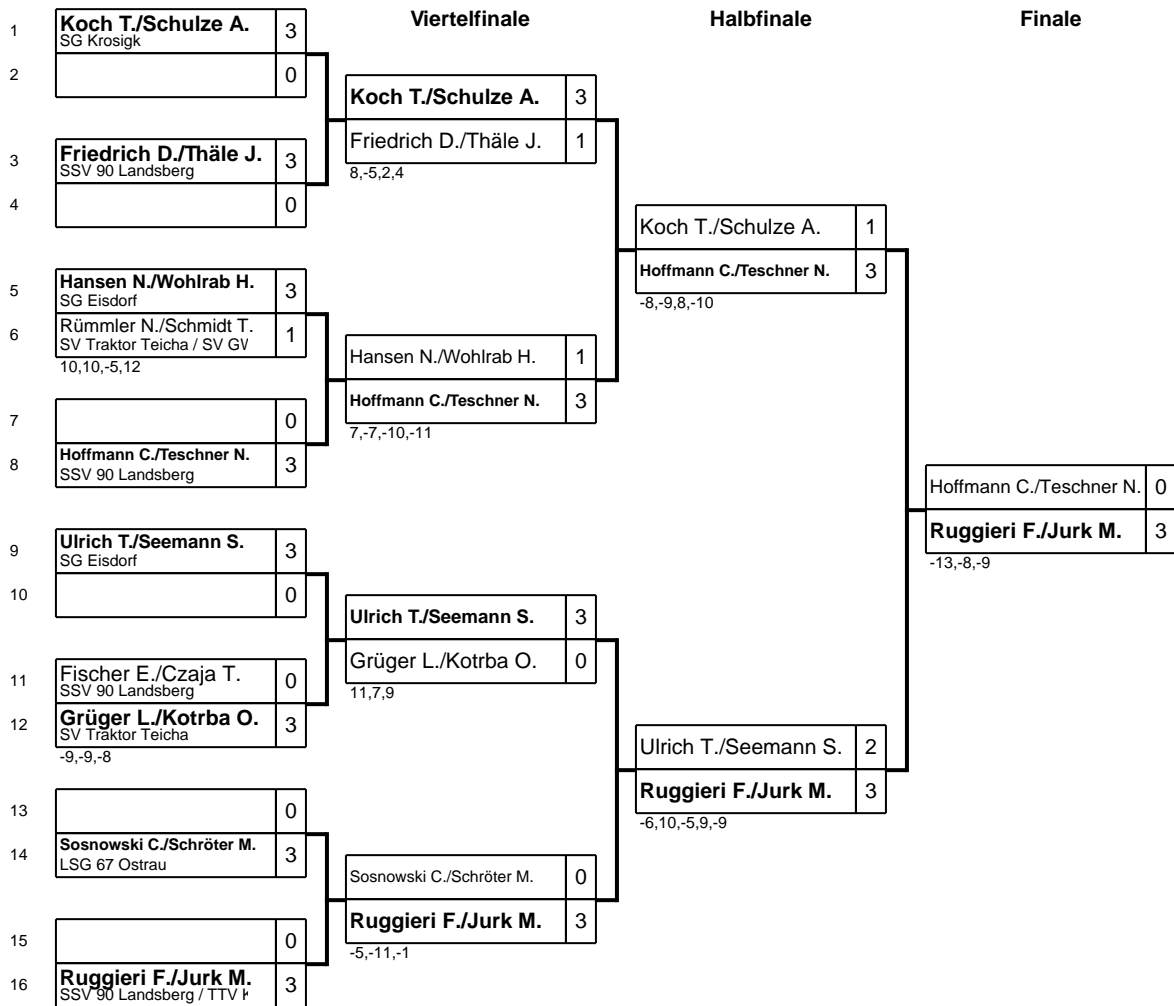 Viertelfinale Halbfinale Finale
1 Koch T./Schulze A. 3
SG Krosigk
2 0
3 Friedrich D./Thäle J. 3
SSV 90 Landsberg
4 0
5 Hansen N./Wohlrab H. 3
SG Eisdorf
6 Rümmler N./Schmidt T. 1
SV Traktor Teicha / SV
10,10,-5,12
7 0
8 Hoffmann C./Teschner N. 3
SSV 90 Landsberg
9 Ulrich T./Seemann S. 3
SG Eisdorf
10 0
11 Fischer E./Czaja T. 0
SSV 90 Landsberg
12 Grüger L./Kotrba O. 3
SV Traktor Teicha
-9,-9,-8
13 0
14 Sosnowski C./Schröter M. 3
LSG 67 Ostrau
15 0
16 Ruggieri F./Jurk M. 3
SSV 90 Landsberg / TTV
Koch T./Schulze A. 3
Friedrich D./Thäle J. 1
8,-5,2,4
Hansen N./Wohlrab H. 1
Hoffmann C./Teschner N. 3
7,-7,-10,-11
Ulrich T./Seemann S. 3
Grüger L./Kotrba O. 0
11,7,9
Sosnowski C./Schröter M. 0
Ruggieri F./Jurk M. 3
-5,-11,-1
Koch T./Schulze A. 1
Hoffmann C./Teschner N. 3
-8,-9,8,-10
Ulrich T./Seemann S. 2
Ruggieri F./Jurk M. 3
-6,10,-5,9,-9
Hoffmann C./Teschner N. 0
Ruggieri F./Jurk M. 3
-13,-8,-9